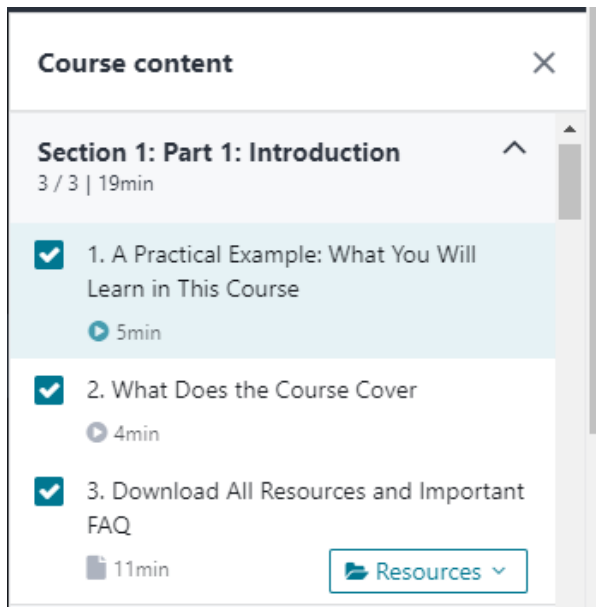 Course content
Section 1: Part 1: Introduction
3 / 3 | 19min
1. A Practical Example: What You Will
Learn in This Course
5min
2. What Does the Course Cover
4min
3. Download All Resources and Important
FAQ
11min
Resources